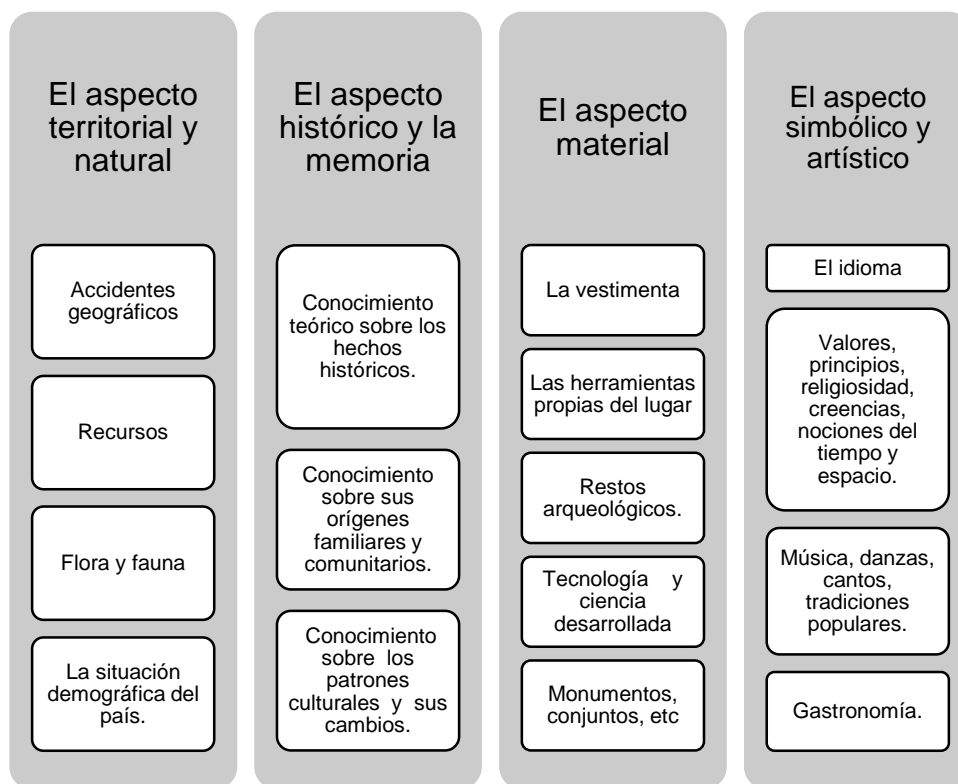 El aspecto
territorial y
natural
Accidentes
geográficos
Recursos
Flora y fauna
La situación
demográfica del
país.
El aspecto
histórico y la
memoria
Conocimiento
teórico sobre los
hechos
históricos.
Conocimiento
sobre sus
orígenes
familiares y
comunitarios.
Conocimiento
sobre los
patrones
culturales y sus
cambios.
El aspecto
material
La vestimenta
Las herramientas
propias del lugar
Restos
arqueológicos.
Tecnología y
ciencia
desarrollada
Monumentos,
conjuntos, etc
El aspecto
simbólico y
artístico
El idioma
Valores,
principios,
religiosidad,
creencias,
nociones del
tiempo y
espacio.
Música, danzas,
cantos,
tradiciones
populares.
Gastronomía.